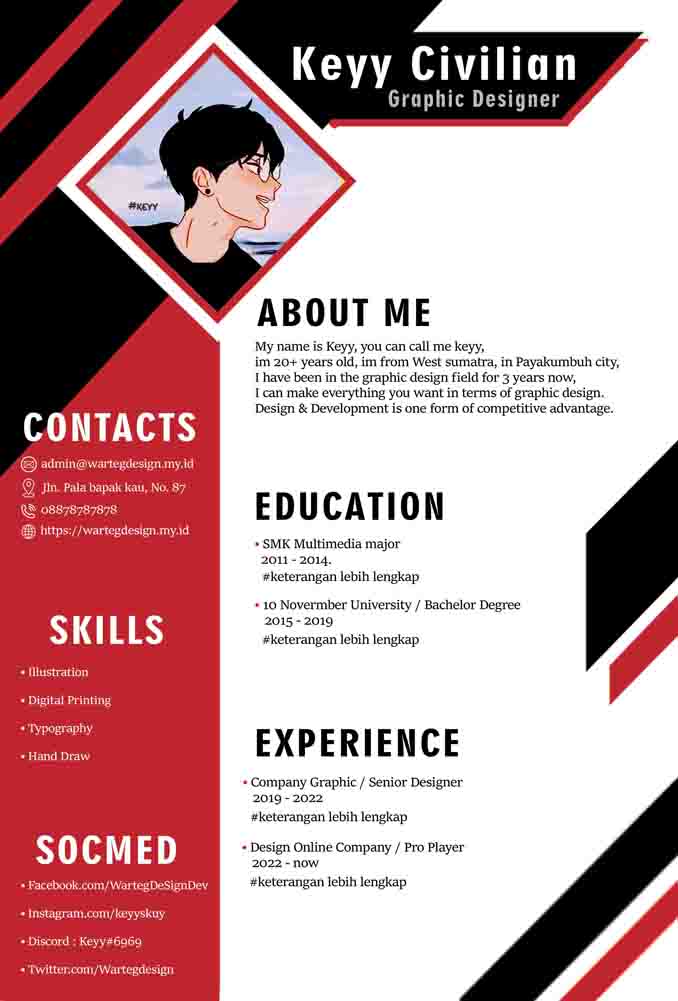 Keyy Civilian
Graphic Designer
#KEYY
ABOUT ME
My name is Keyy, you can call me keyy,
im 20+ years old, im from West sumatra, in Payakumbuh city,
I have been in the graphic design field for 3 years now,
I can make everything you want in terms of graphic design.
Design & Development is one form of competitive advantage.
CONTACTS
admin@wartegdesign.my.id
Jln. Pala bapak kau, No. 87
08878787878
https://wartegdesign.my.id
SKILLS
• Illustration
• Digital Printing
• Typography
• Hand Draw
SOCMED
• Facebook.com/WartegDeSignDev
• Instagram.com/keyyskuy
• Discord : Keyy#6969
• Twitter.com/Wartegdesign
EDUCATION
• SMK Multimedia major
2011 - 2014.
#keterangan lebih lengkap
• 10 Novermber University / Bachelor Degree
2015 - 2019
#keterangan lebih lengkap
EXPERIENCE
• Company Graphic / Senior Designer
2019 - 2022
#keterangan lebih lengkap
• Design Online Company / Pro Player
2022 - now
#keterangan lebih lengkap